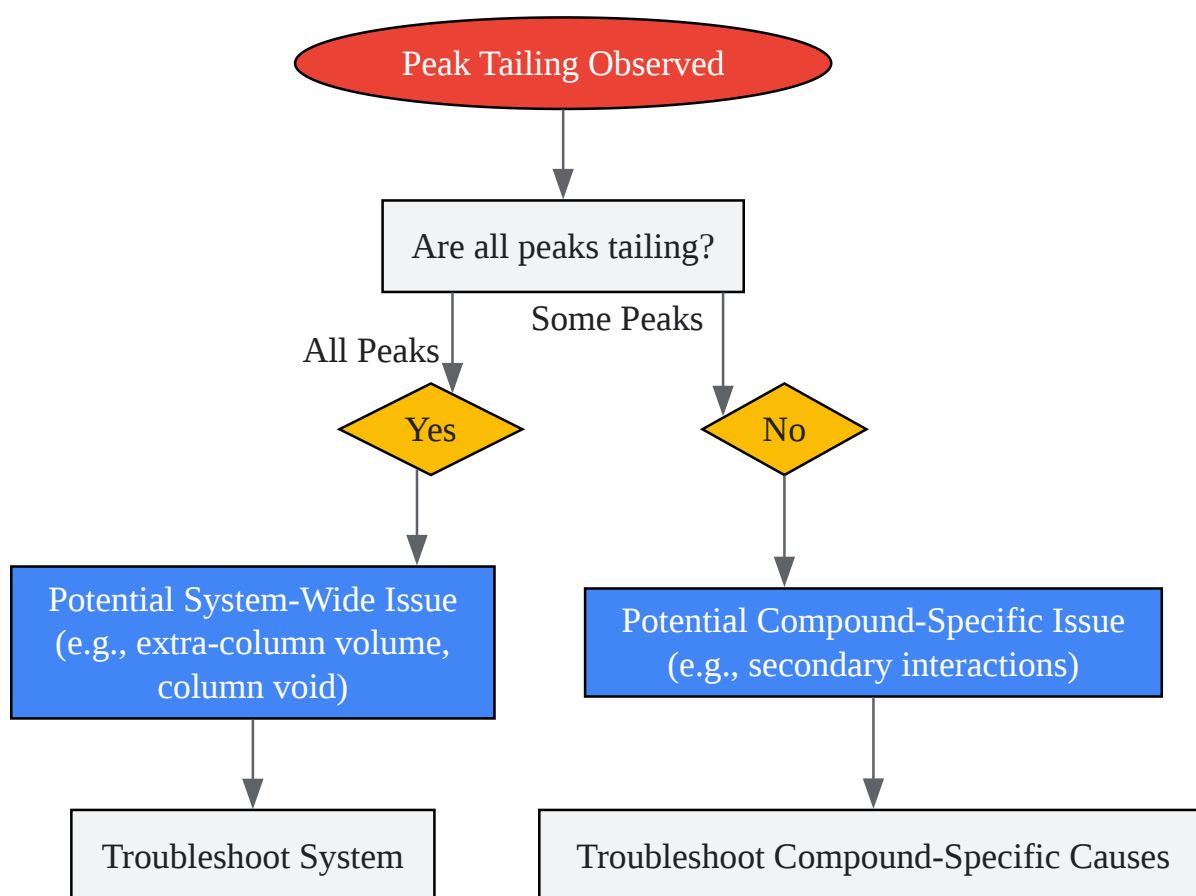 Peak Tailing Observed
Are all peaks tailing?
Some Peaks
All Peaks
Yes
No
Potential System-Wide Issue
(e.g., extra-column volume,
column void)
Potential Compound-Specific Issue
(e.g., secondary interactions)
Troubleshoot System
Troubleshoot Compound-Specific Causes